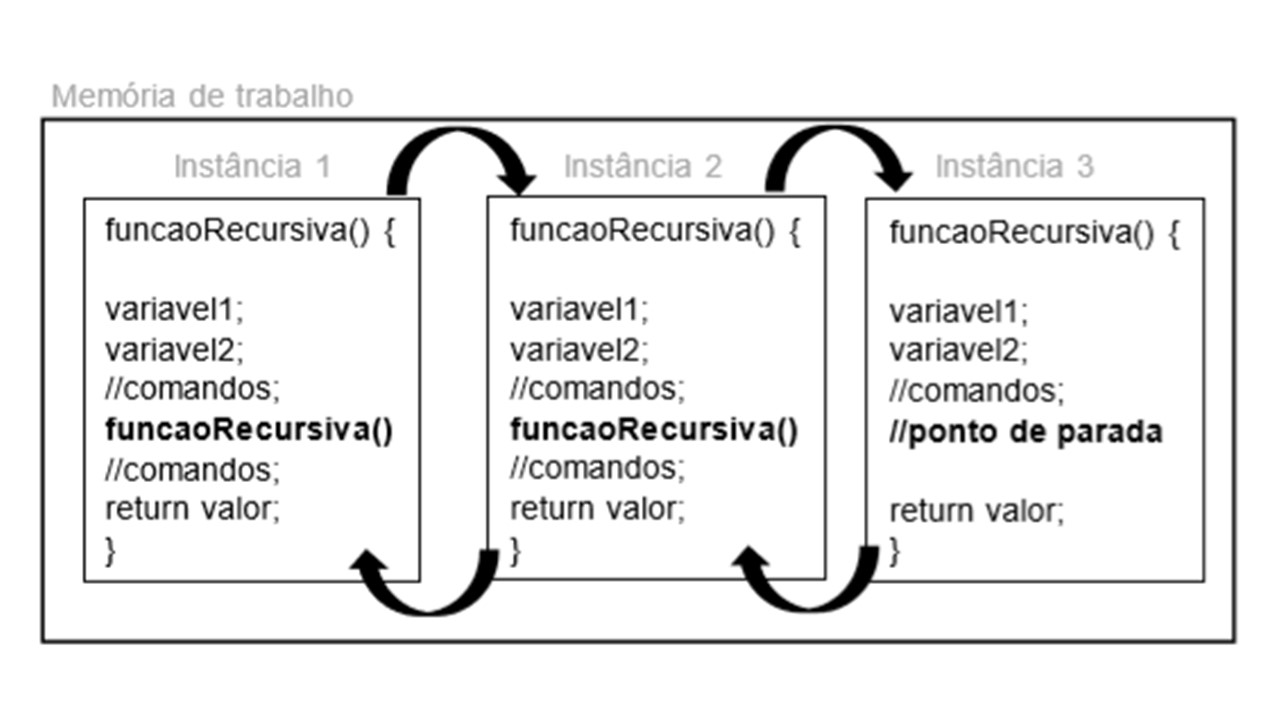 Memória de trabalho
Instância 1
funcaoRecursiva() {
variavel1;
variavel2;
//comandos;
funcaoRecursiva()
//comandos;
return valor;
}
Instância 2
funcaoRecursiva() {
variavel1;
variavel2;
//comandos;
funcaoRecursiva()
//comandos;
return valor;
}
Instância 3
funcaoRecursiva() {
variavel1;
variavel2;
//comandos;
//ponto de parada
return valor;
}